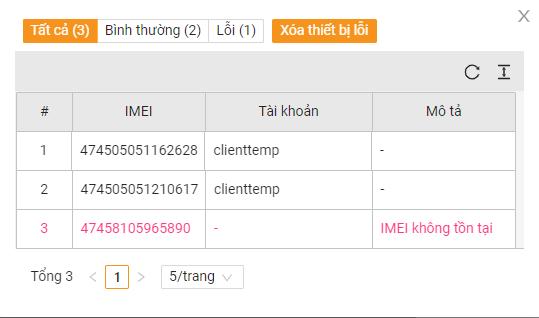 Tất cả (3) Bình thường (2) Lỗi (1) Xóa thiết bị lỗi
# IMEI Tài khoản Mô tả
1 474505051162628 clienttemp -
2 474505051210617 clienttemp -
3 47458105965890 - IMEI không tồn tại
Tổng 3 < 1 > 5/trang